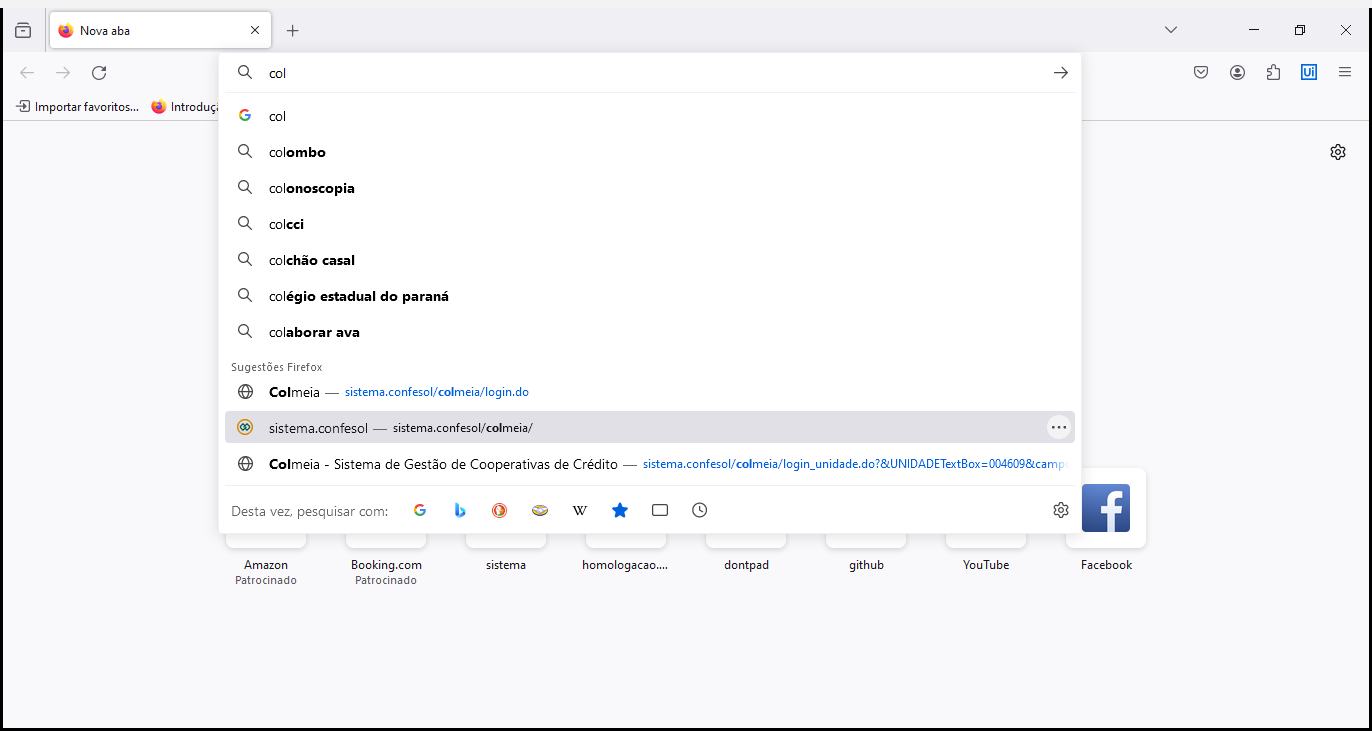 Nova aba
col
Importar favoritos...
Introduçã
col
colombo
colonoscopia
colcci
colchão casal
colégio estadual do paraná
colaborar ava
Sugestões Firefox
Colmeia — sistema.confesol/colmeia/login.do
sistema.confesol — sistema.confesol/colmeia/
Colmeia - Sistema de Gestão de Cooperativas de Crédito — sistema.confesol/colmeia/login_unidade.do?&UNIDADETextBox=004609&campo
Desta vez, pesquisar com:
W
Ui
Amazon
Patrocinado
Booking.com
Patrocinado
sistema
homologacao....
dontpad
github
YouTube
Facebook